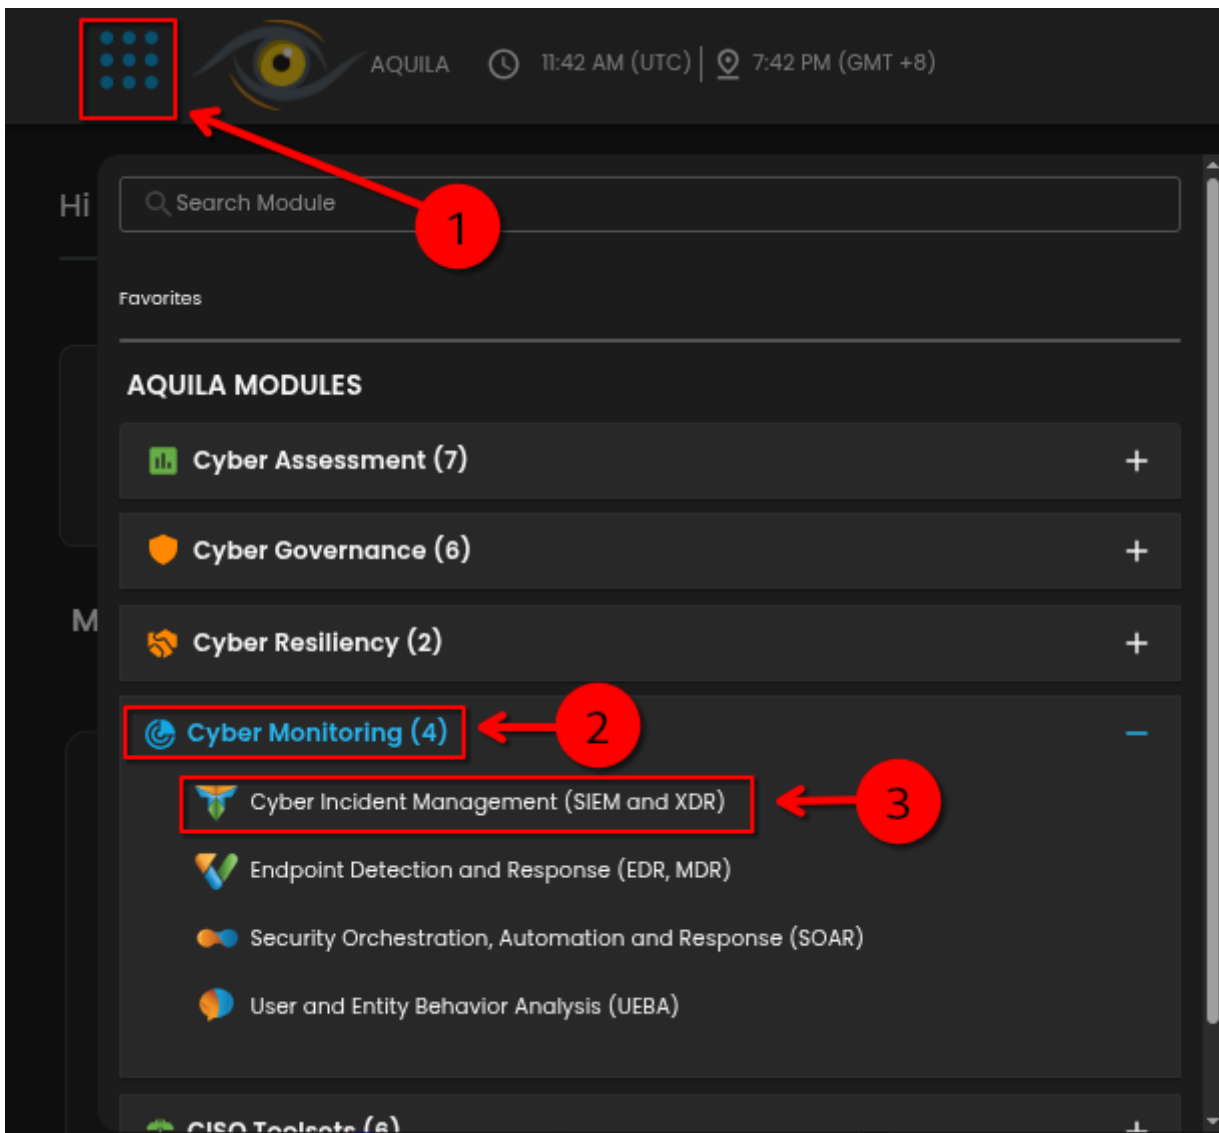 AQUILA 11:42 AM (UTC) 7:42 PM (GMT +8)
Hi
Search Module
1
Favorites
AQUILA MODULES
Cyber Assessment (7)
Cyber Governance (6)
M
Cyber Resiliency (2)
Cyber Monitoring (4)
2
Cyber Incident Management (SIEM and XDR)
3
Endpoint Detection and Response (EDR, MDR)
Security Orchestration, Automation and Response (SOAR)
User and Entity Behavior Analysis (UEBA)
CISO Toolsets (6)